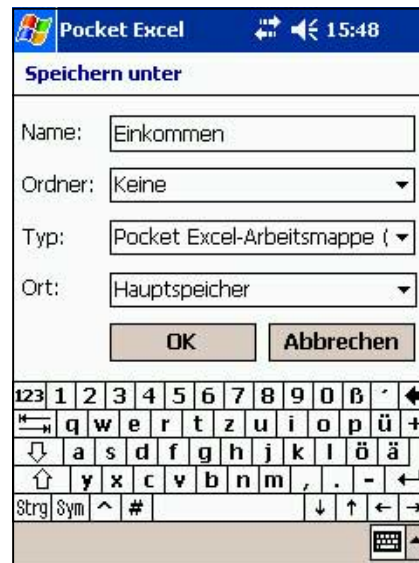 Pocket Excel 15:48
Speichern unter
Name: Einkommen
Ordner: Keine
Typ: Pocket Excel-Arbeitsmappe (
Ort: Hauptspeicher
OK Abbrechen
123 1 2 3 4 5 6 7 8 9 0 ß ´
q w e r t z u i o p ü +
a s d f g h j k l ö ä
y x c v b n m , . -
Strg Sym ^ # ↓ ↑ ← →